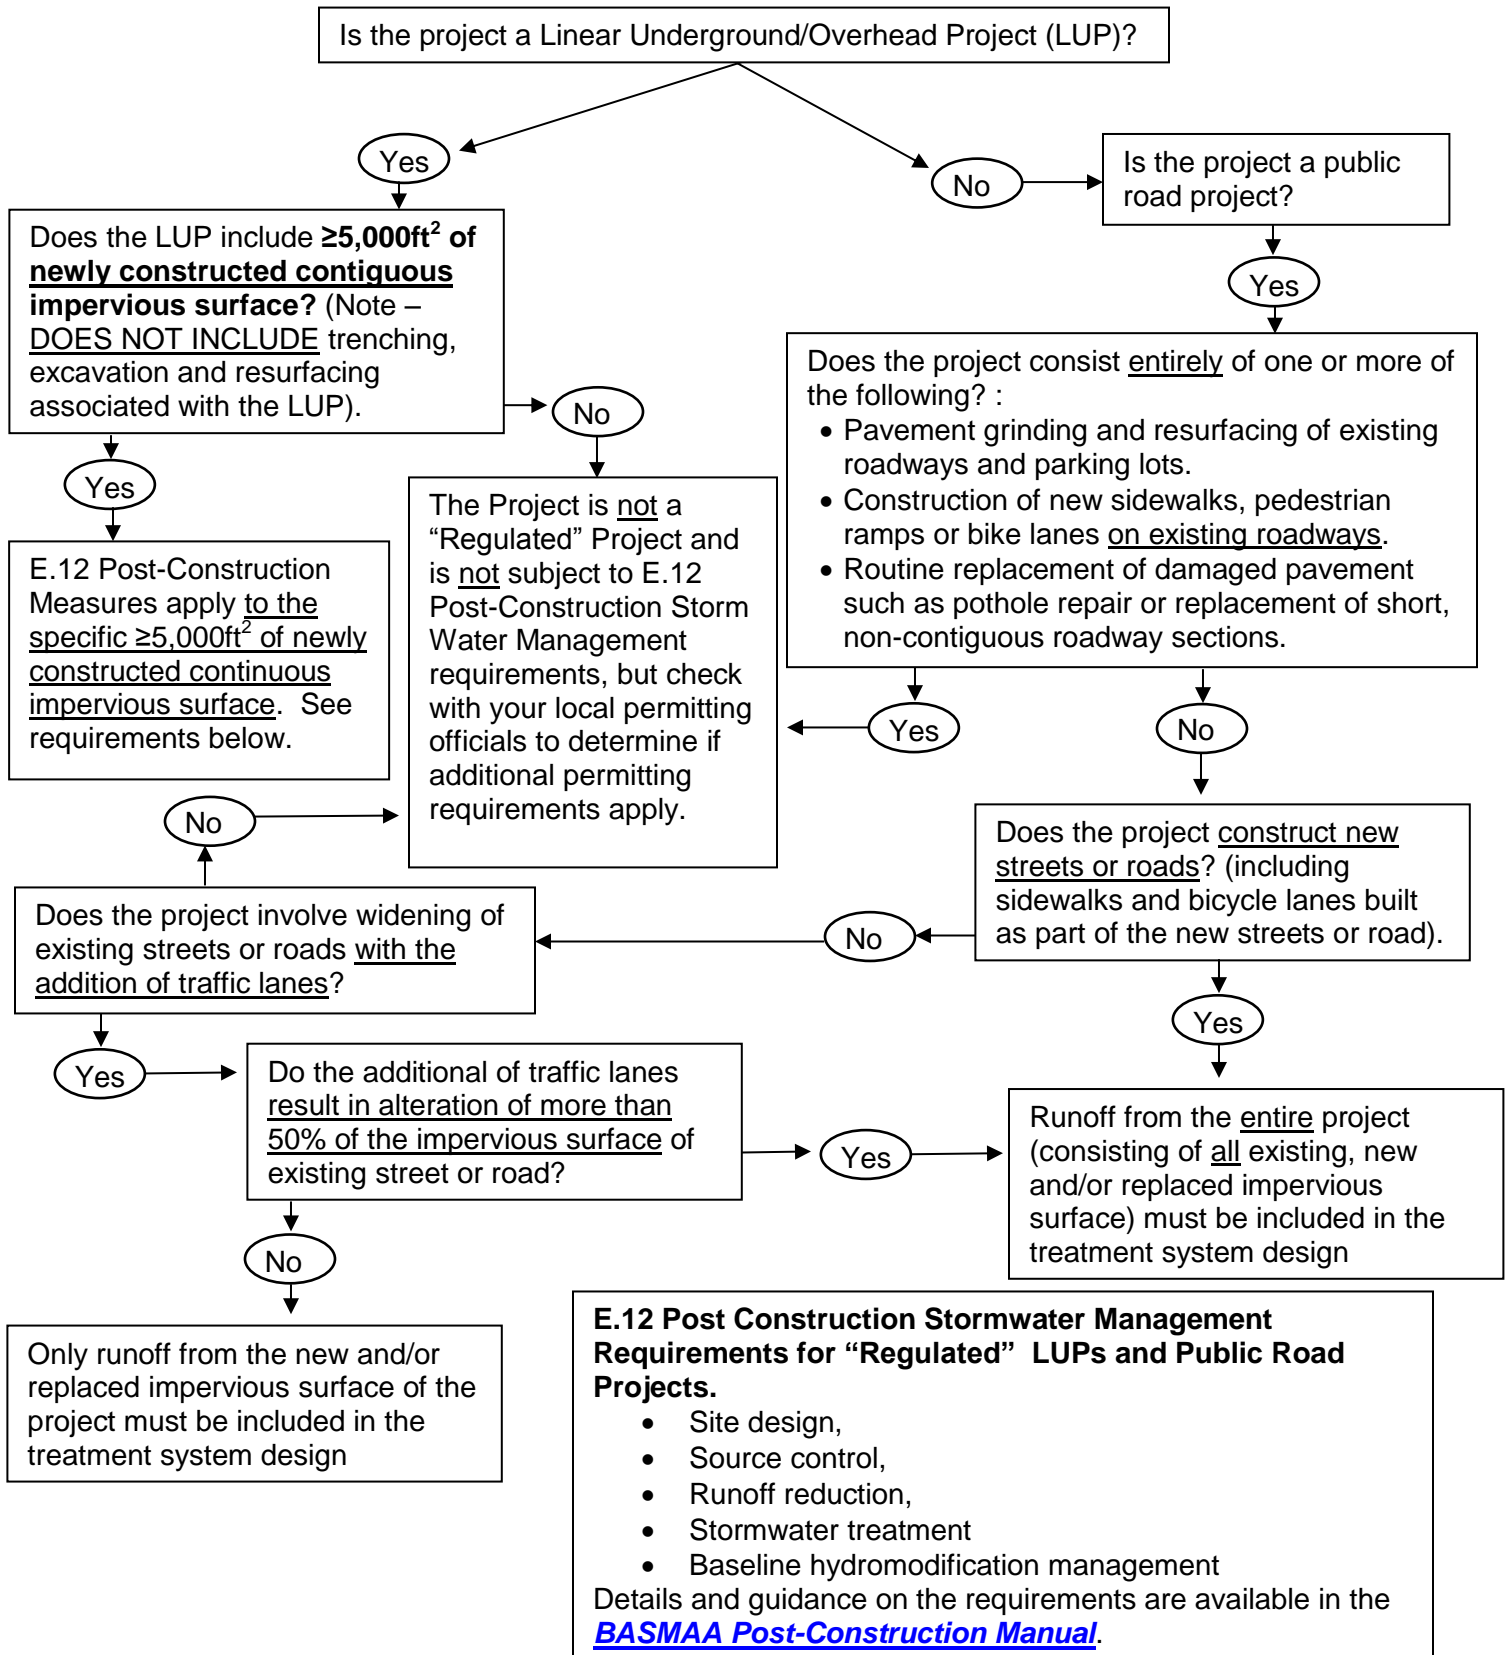 Is the project a Linear Underground/Overhead Project (LUP)?
Yes
No
Is the project a public
road project?
Does the LUP include ≥5,000ft² of
newly constructed contiguous
impervious surface? (Note –
DOES NOT INCLUDE trenching,
excavation and resurfacing
associated with the LUP).
Yes
No
Yes
Does the project consist entirely of one or more of
the following? :
• Pavement grinding and resurfacing of existing
roadways and parking lots.
• Construction of new sidewalks, pedestrian
ramps or bike lanes on existing roadways.
• Routine replacement of damaged pavement
such as pothole repair or replacement of short,
non-contiguous roadway sections.
E.12 Post-Construction
Measures apply to the
specific ≥5,000ft² of newly
constructed continuous
impervious surface.  See
requirements below.
The Project is not a
“Regulated” Project and
is not subject to E.12
Post-Construction Storm
Water Management
requirements, but check
with your local permitting
officials to determine if
additional permitting
requirements apply.
Yes
No
No
Does the project construct new
streets or roads? (including
sidewalks and bicycle lanes built
as part of the new streets or road).
Does the project involve widening of
existing streets or roads with the
addition of traffic lanes?
No
Yes
Yes
Do the additional of traffic lanes
result in alteration of more than
50% of the impervious surface of
existing street or road?
Yes
Runoff from the entire project
(consisting of all existing, new
and/or replaced impervious
surface) must be included in the
treatment system design
No
Only runoff from the new and/or
replaced impervious surface of the
project must be included in the
treatment system design
E.12 Post Construction Stormwater Management
Requirements for “Regulated”  LUPs and Public Road
Projects.
• Site design,
• Source control,
• Runoff reduction,
• Stormwater treatment
• Baseline hydromodification management
Details and guidance on the requirements are available in the
BASMAA Post-Construction Manual.